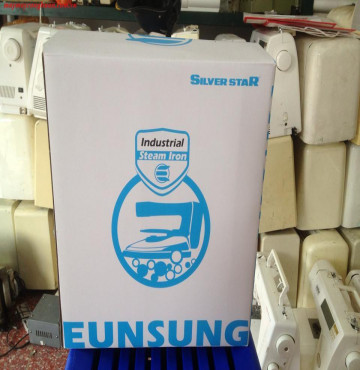 SILVER STAR
Industrial
Steam Iron
EUNSUNG